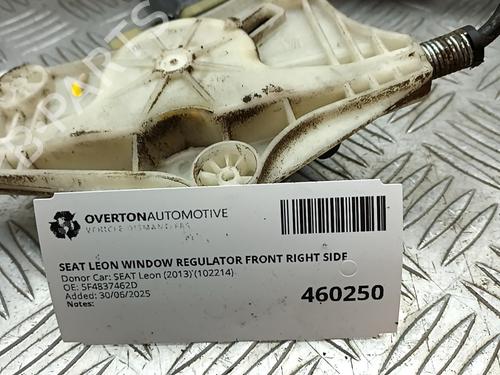 B-PARTS
OVERTONAUTOMOTIVE
VEHICLE DISMANTLERS
SEAT LEON WINDOW REGULATOR FRONT RIGHT SIDE
Donor Car: SEAT Leon (2013)'(102214)
OE: 5F4837462D
Added: 30/06/2025
Notes:
460250